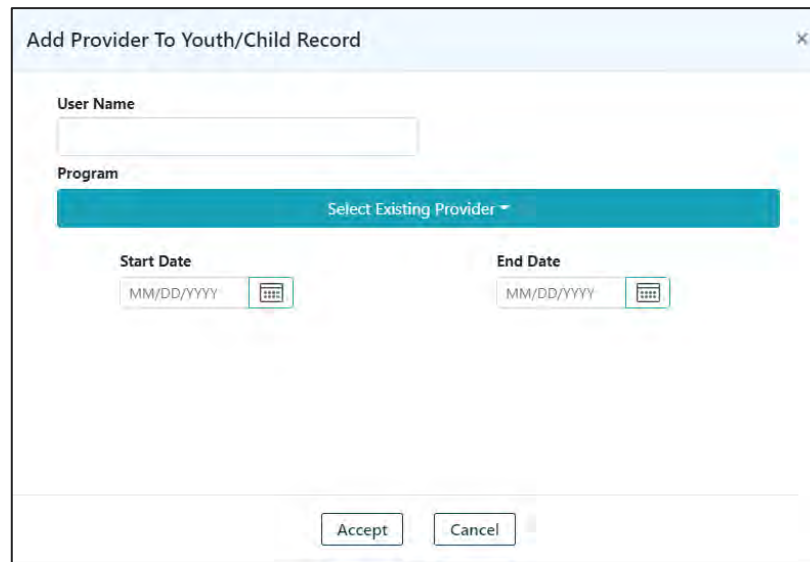 Add Provider To Youth/Child Record ×
User Name
Program
Select Existing Provider
Start Date End Date
MM/DD/YYYY MM/DD/YYYY
Accept Cancel